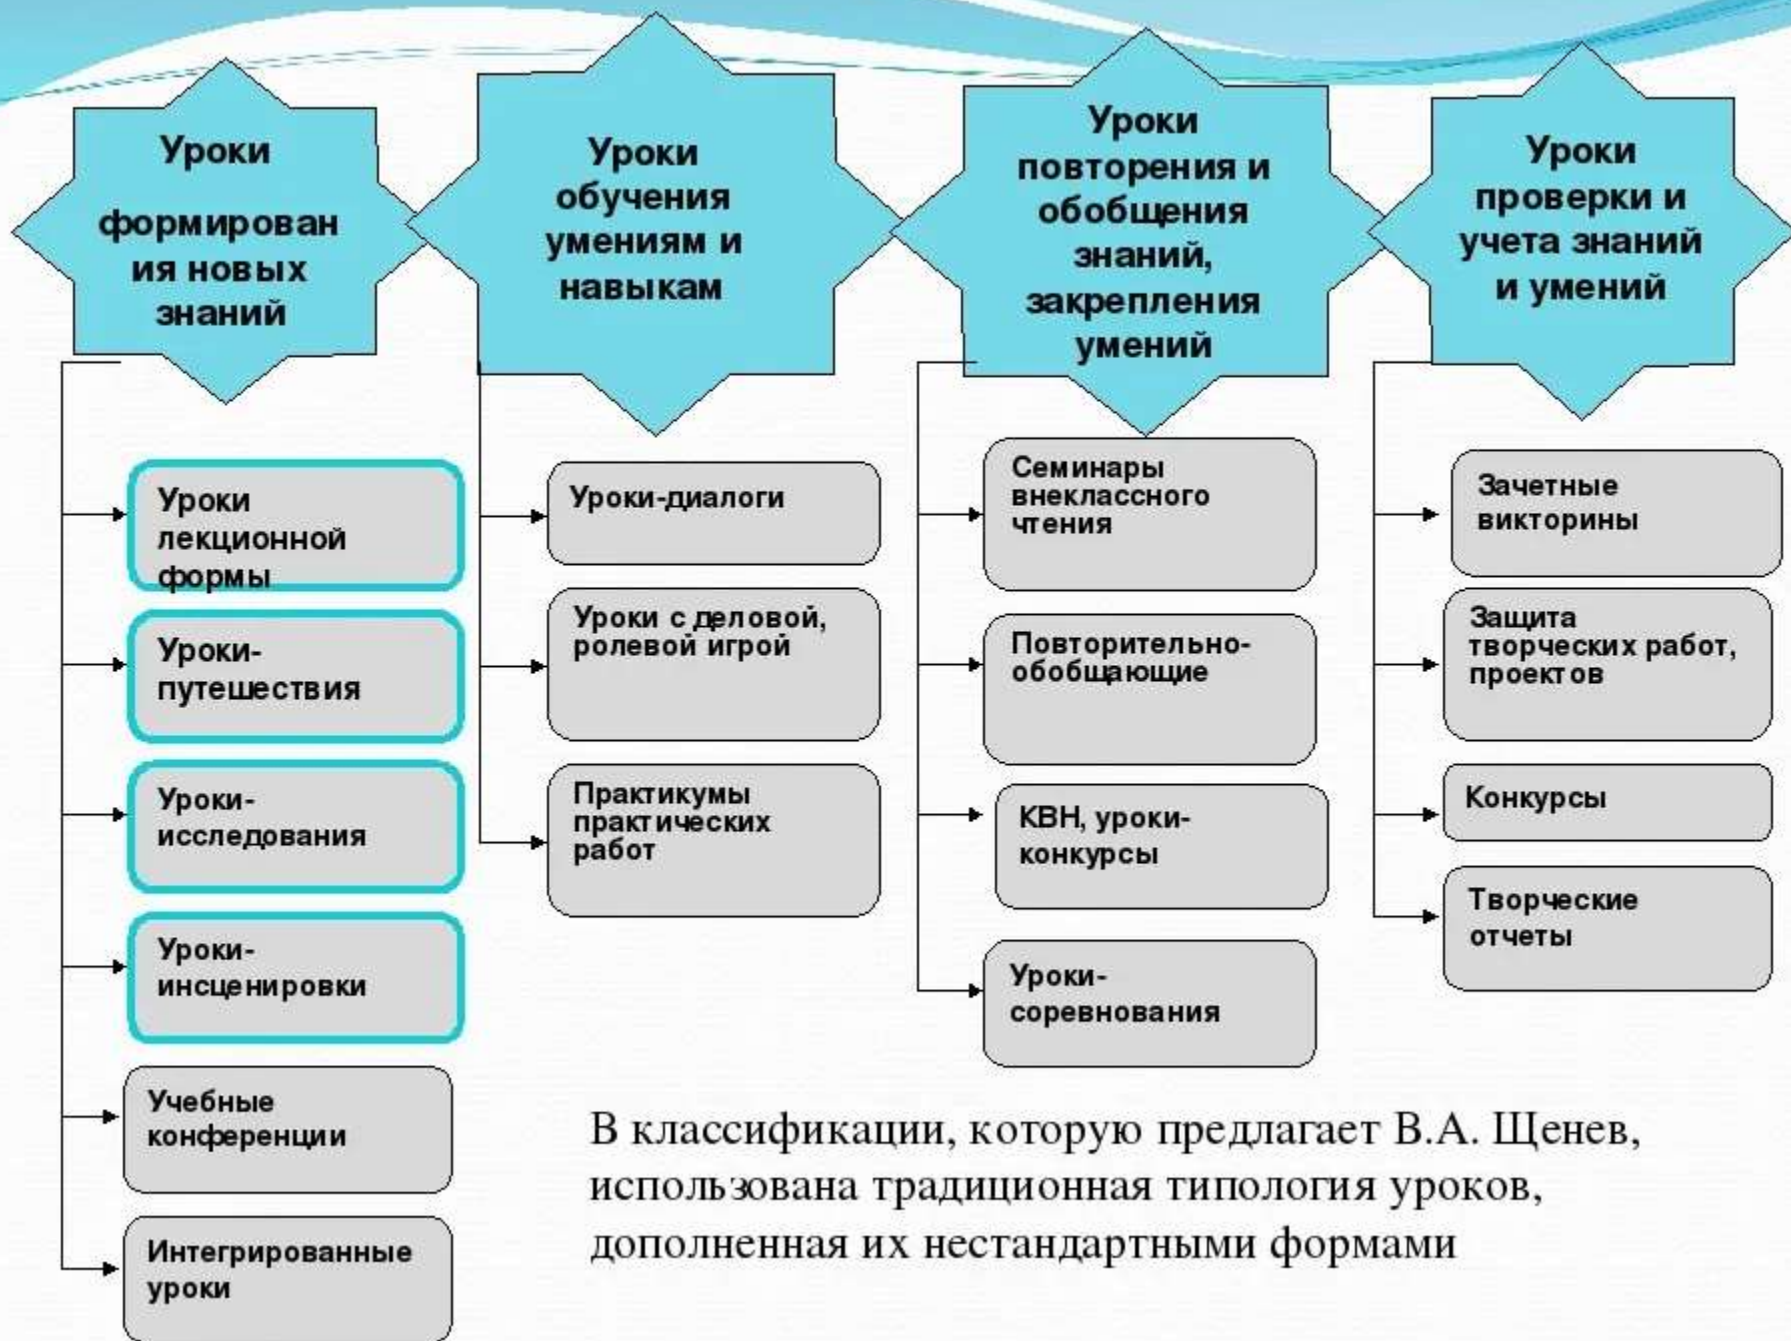 Уроки
формирован
ия новых
знаний
Уроки
лекционной
формы
Уроки-
путешествия
Уроки-
исследования
Уроки-
инсценировки
Учебные
конференции
Интегрированные
уроки
Уроки
обучения
умениям и
навыкам
Уроки-диалоги
Уроки с деловой,
ролевой игрой
Практикумы
практических
работ
Уроки
повторения и
обобщения
знаний,
закрепления
умений
Семинары
внеклассного
чтения
Повторительно-
обобщающие
КВН, уроки-
конкурсы
Уроки-
соревнования
Уроки
проверки и
учета знаний
и умений
Зачетные
викторины
Защита
творческих работ,
проектов
Конкурсы
Творческие
отчеты
В классификации, которую предлагает В.А. Щенев,
использована традиционная типология уроков,
дополненная их нестандартными формами